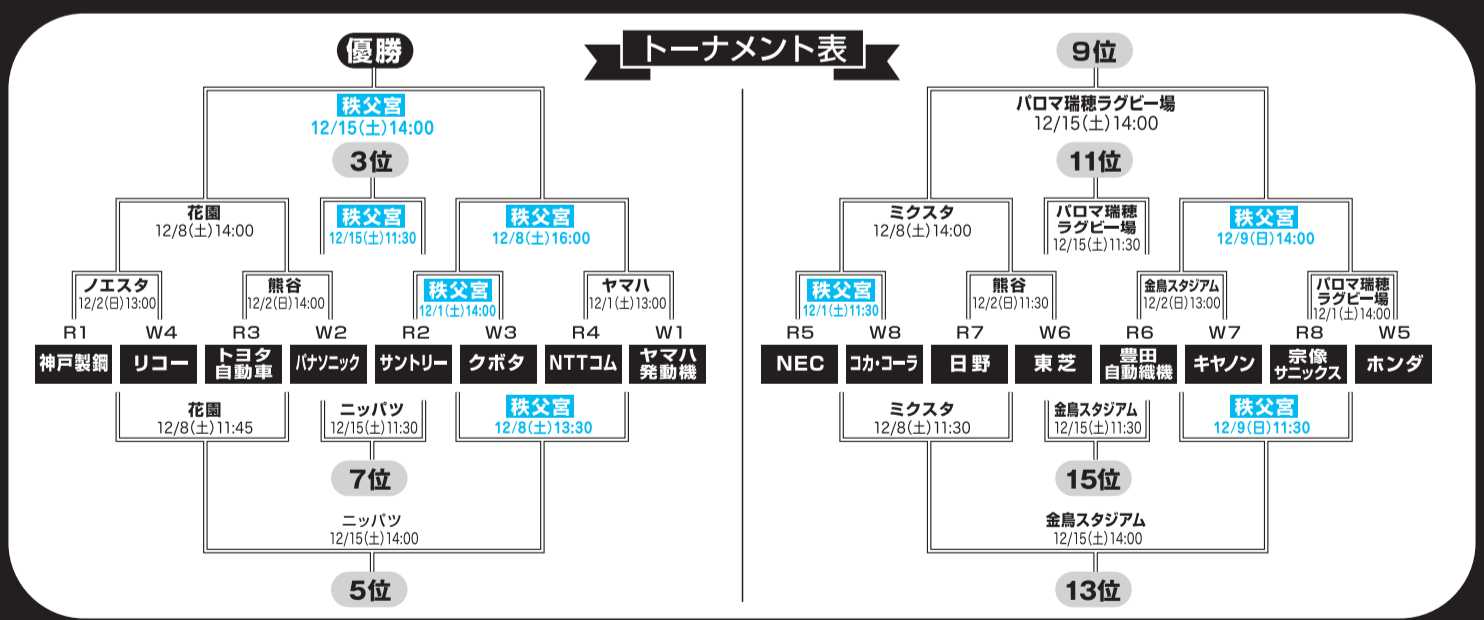 トーナメント表
優勝
秩父宮
12/15(土)14:00
3位
花園
12/8(土)14:00
秩父宮
12/15(土)11:30
秩父宮
12/8(土)16:00
ノエスタ
12/2(日)13:00
熊谷
12/2(日)14:00
秩父宮
12/1(土)14:00
ヤマハ
12/1(土)13:00
R1 W4 R3 W2 R2 W3 R4 W1
神戸製鋼
リコー
トヨタ
自動車
パナソニック
サントリー
クボタ
NTTコム
ヤマハ
発動機
花園
12/8(土)11:45
ニッパツ
12/15(土)11:30
秩父宮
12/8(土)13:30
7位
ニッパツ
12/15(土)14:00
5位
9位
パロマ瑞穂ラグビー場
12/15(土)14:00
11位
ミクスタ
12/8(土)14:00
パロマ瑞穂
ラグビー場
12/15(土)11:30
秩父宮
12/9(日)14:00
秩父宮
12/1(土)11:30
熊谷
12/2(日)11:30
金鳥スタジアム
12/2(日)13:00
パロマ瑞穂
ラグビー場
12/1(土)14:00
R5 W8 R7 W6 R6 W7 R8 W5
NEC
コカ・コーラ
日野
東芝
豊田
自動織機
キヤノン
宗像
サニックス
ホンダ
ミクスタ
12/8(土)11:30
金鳥スタジアム
12/15(土)11:30
秩父宮
12/9(日)11:30
15位
金鳥スタジアム
12/15(土)14:00
13位